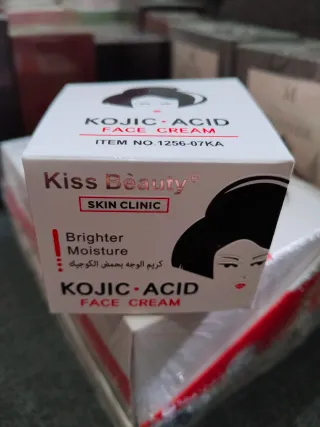 KOJIC · ACID
FACE CREAM
ITEM NO.1256-07KA
Kiss Bèauty®
SKIN CLINIC
Brighter
Moisture
كريم الوجه بحمض الكوجيك
KOJIC · ACID
FACE CREAM